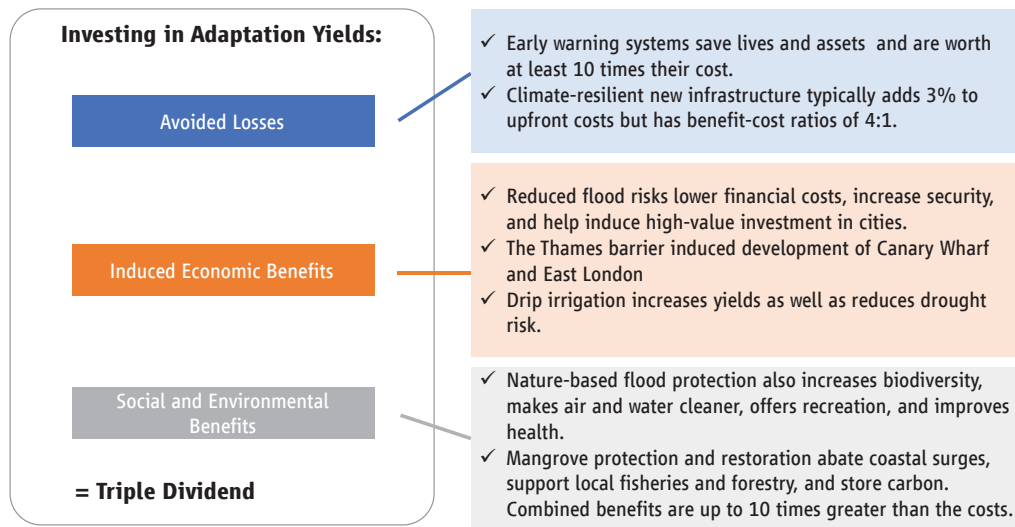 Investing in Adaptation Yields:
Avoided Losses
✓ Early warning systems save lives and assets and are worth
at least 10 times their cost.
✓ Climate-resilient new infrastructure typically adds 3% to
upfront costs but has benefit-cost ratios of 4:1.
Induced Economic Benefits
✓ Reduced flood risks lower financial costs, increase security,
and help induce high-value investment in cities.
✓ The Thames barrier induced development of Canary Wharf
and East London
✓ Drip irrigation increases yields as well as reduces drought
risk.
Social and Environmental
Benefits
✓ Nature-based flood protection also increases biodiversity,
makes air and water cleaner, offers recreation, and improves
health.
✓ Mangrove protection and restoration abate coastal surges,
support local fisheries and forestry, and store carbon.
Combined benefits are up to 10 times greater than the costs.
= Triple Dividend